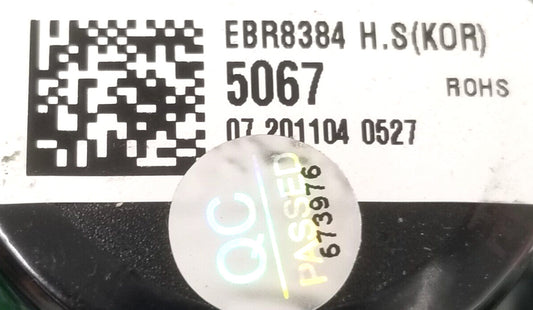 EBR8384 H.S(KOR)
5067
ROHS
07 201104 0527
QC
PASSED
673976